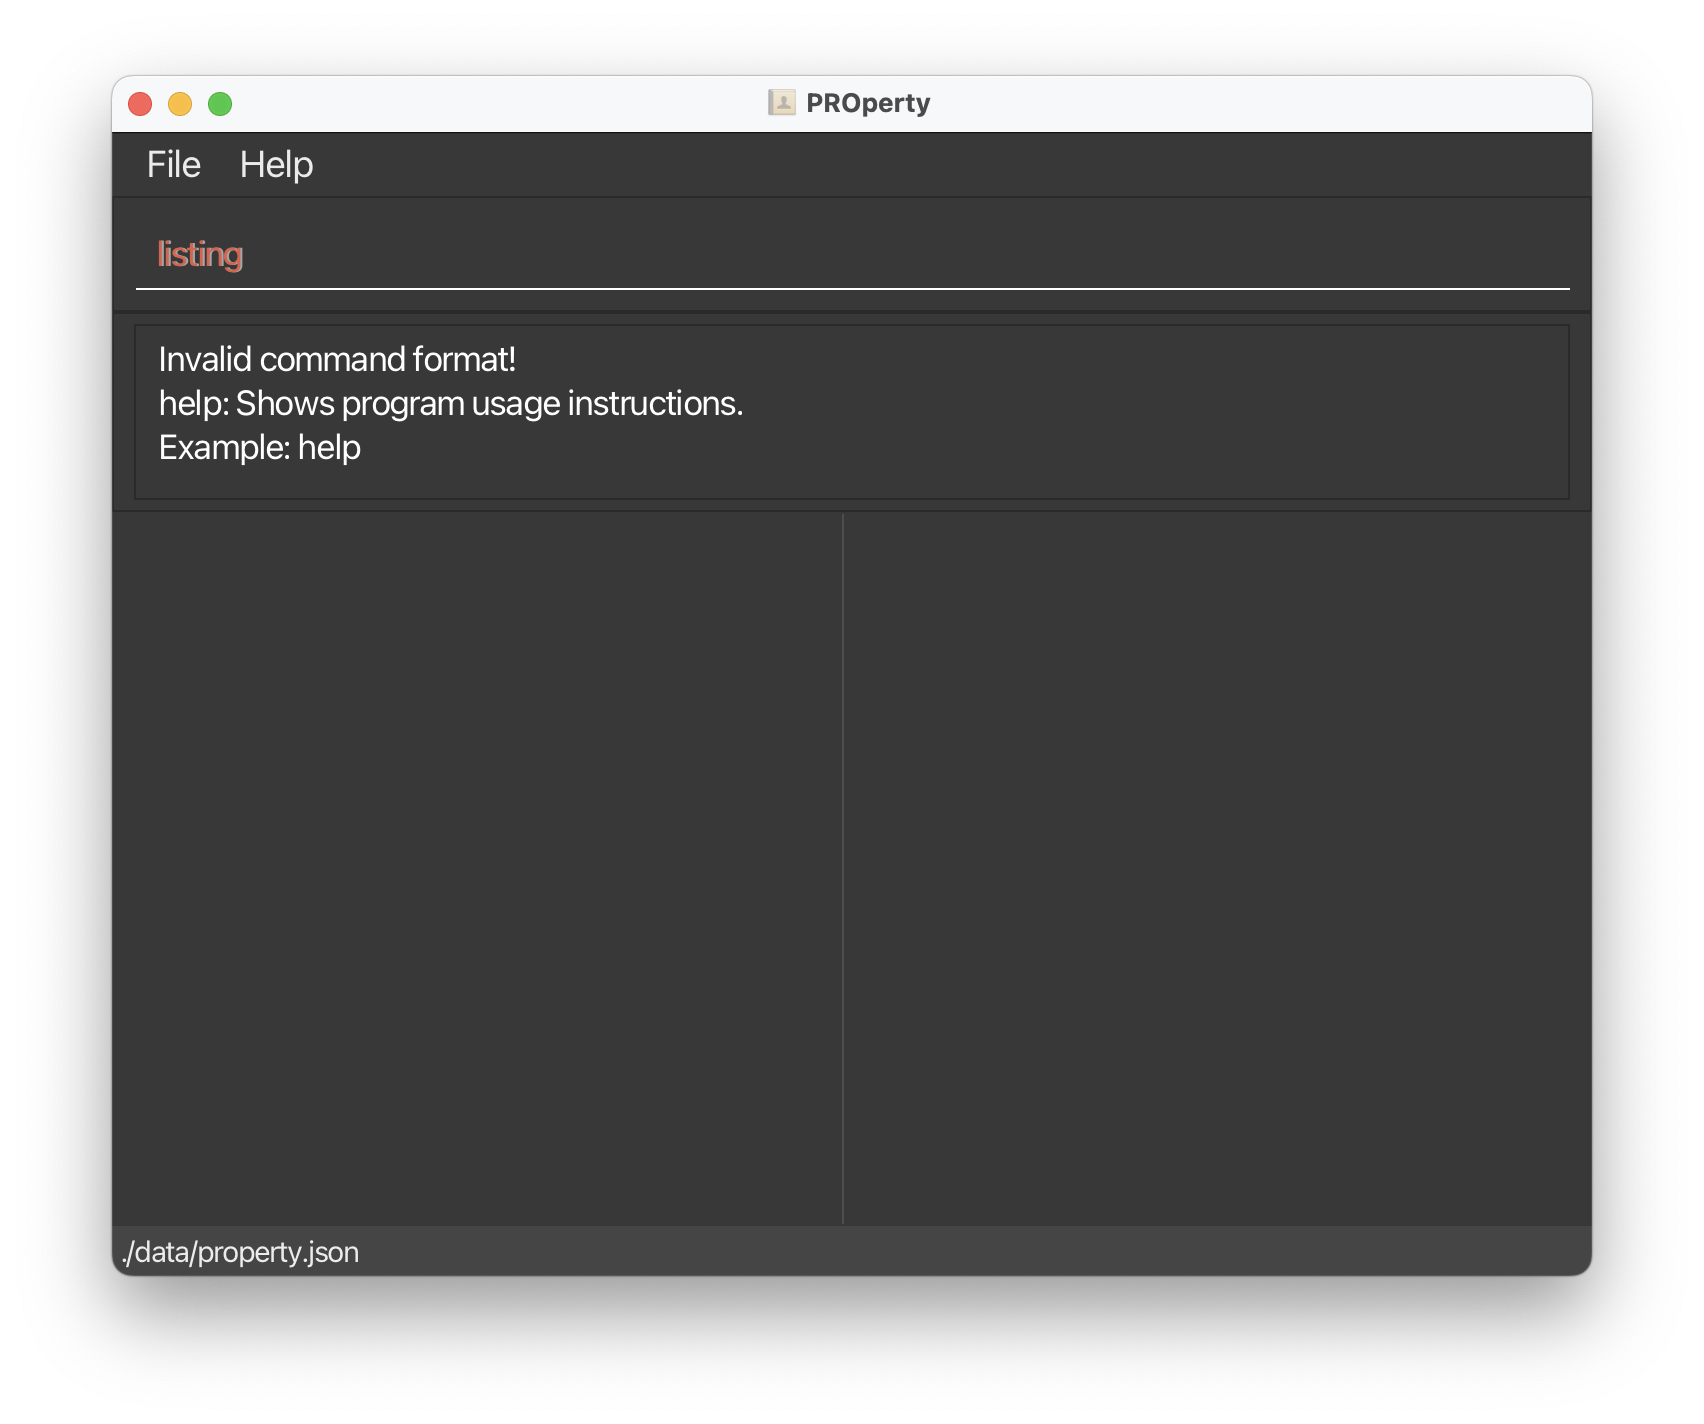 PROperty
File Help
listing
Invalid command format!
help: Shows program usage instructions.
Example: help
./data/property.json